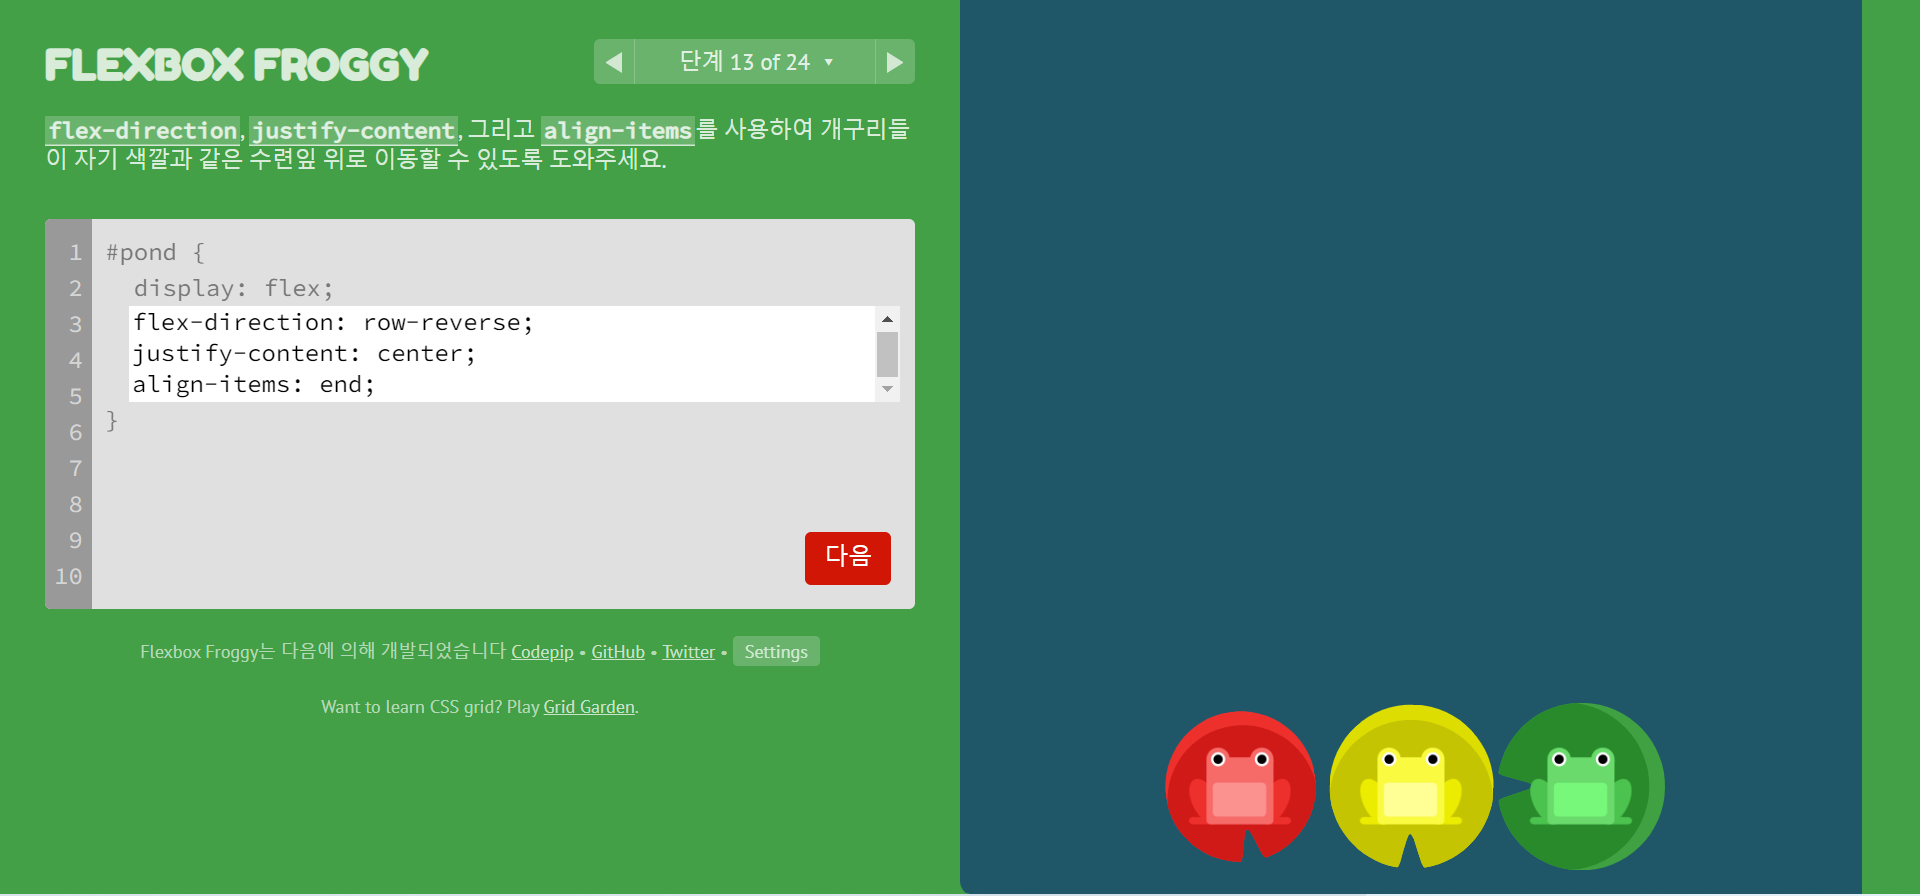 FLEXBOX FROGGY
◀ 단계 13 of 24 ▼ ▶
flex-direction, justify-content, 그리고 align-items를 사용하여 개구리들
이 자기 색깔과 같은 수련잎 위로 이동할 수 있도록 도와주세요.
1 #pond {
2 display: flex;
3 flex-direction: row-reverse;
4 justify-content: center;
5 align-items: end;
6 }
7
8
9
10
다음
Flexbox Froggy는 다음에 의해 개발되었습니다 Codepip • GitHub • Twitter • Settings
Want to learn CSS grid? Play Grid Garden.